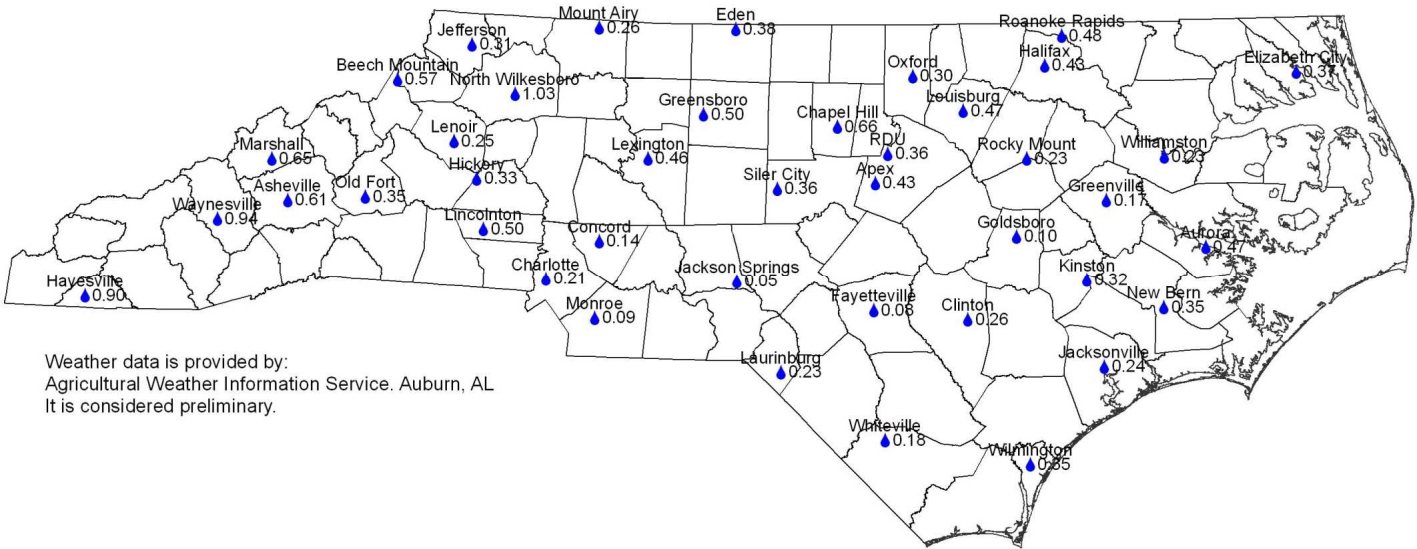 Mount Airy
0.26
Eden
0.38
Roanoke Rapids
0.48
Jefferson
0.31
Halifax
0.43
Elizabeth City
0.37
Beech Mountain
0.57
North Wilkesboro
1.03
Oxford
0.30
Louisburg
0.47
Greensboro
0.50
Chapel Hill
0.66
Lenoir
0.25
RDU
0.36
Marshall
0.65
Lexington
0.46
Rocky Mount
0.23
Williamston
0.23
Hickory
0.33
Siler City
0.36
Apex
0.43
Asheville
0.61
Old Fort
0.35
Greenville
0.17
Waynesville
0.94
Lincolnton
0.50
Concord
0.14
Goldsboro
0.10
Aurora
0.47
Charlotte
0.21
Jackson Springs
0.05
Kinston
0.32
Hayesville
0.90
New Bern
0.35
Monroe
0.09
Fayetteville
0.08
Clinton
0.26
Laurinburg
0.23
Jacksonville
0.24
Weather data is provided by:
Agricultural Weather Information Service. Auburn, AL
It is considered preliminary.
Whiteville
0.18
Wilmington